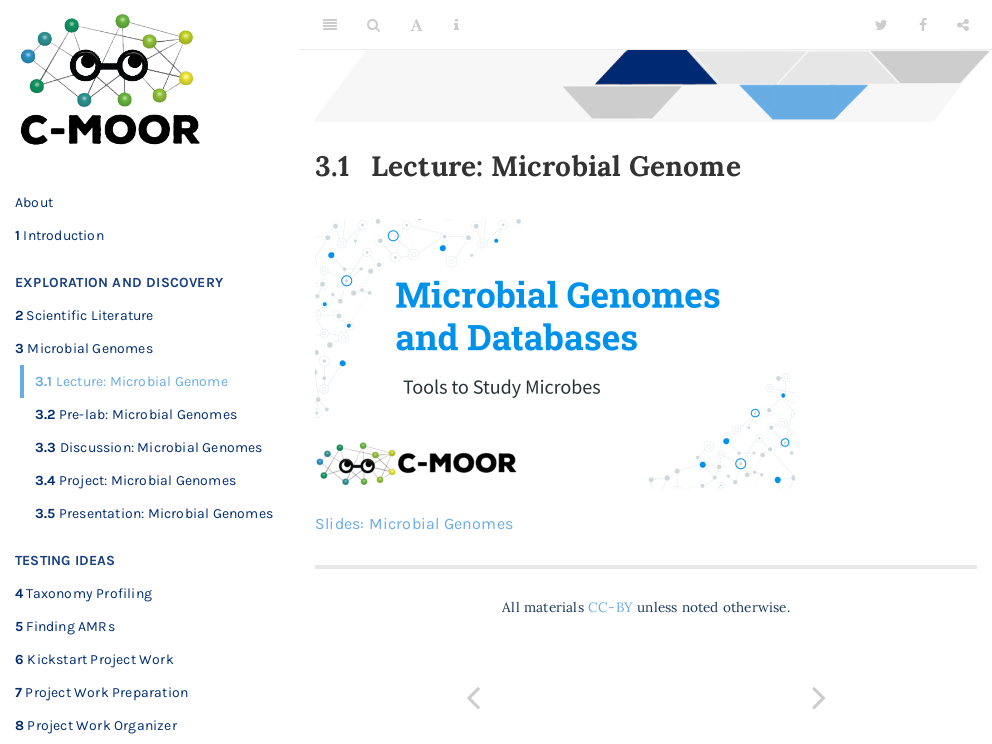 C-MOOR
About
1 Introduction
EXPLORATION AND DISCOVERY
2 Scientific Literature
3 Microbial Genomes
3.1 Lecture: Microbial Genome
3.2 Pre-lab: Microbial Genomes
3.3 Discussion: Microbial Genomes
3.4 Project: Microbial Genomes
3.5 Presentation: Microbial Genomes
TESTING IDEAS
4 Taxonomy Profiling
5 Finding AMRs
6 Kickstart Project Work
7 Project Work Preparation
8 Project Work Organizer
A
3.1 Lecture: Microbial Genome
Microbial Genomes
and Databases
Tools to Study Microbes
C-MOOR
Slides: Microbial Genomes
All materials CC-BY unless noted otherwise.